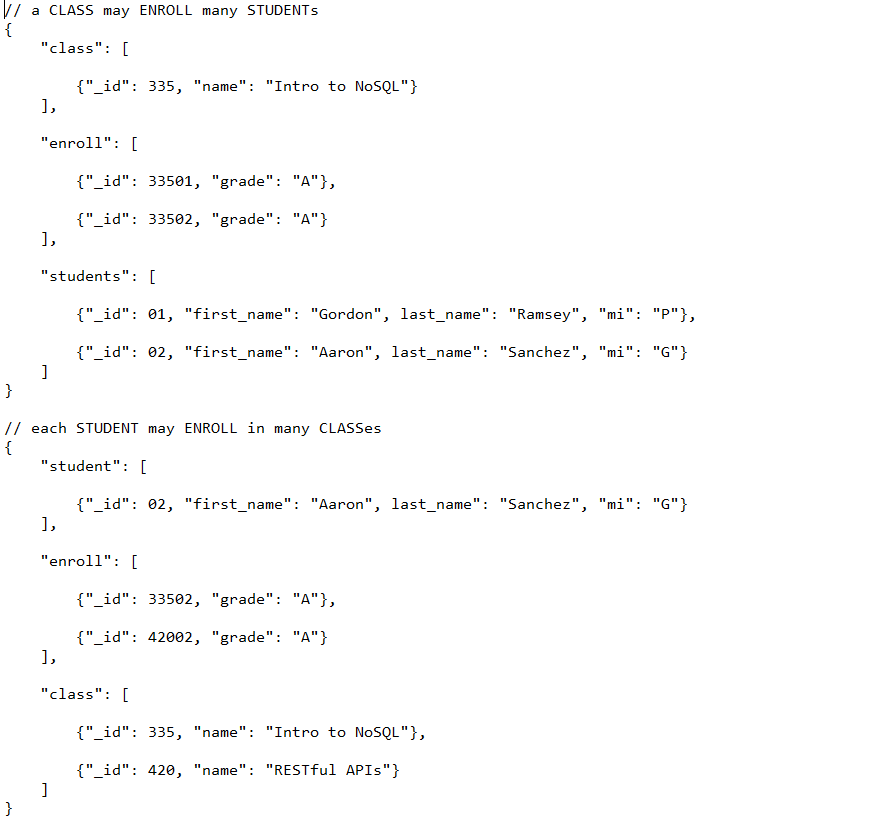 // a CLASS may ENROLL many STUDENTs
{
    "class": [
        {"_id": 335, "name": "Intro to NoSQL"}
    ],
    "enroll": [
        {"_id": 33501, "grade": "A"},
        {"_id": 33502, "grade": "A"}
    ],
    "students": [
        {"_id": 01, "first_name": "Gordon", last_name": "Ramsey", "mi": "P"},
        {"_id": 02, "first_name": "Aaron", last_name": "Sanchez", "mi": "G"}
    ]
}
// each STUDENT may ENROLL in many CLASSes
{
    "student": [
        {"_id": 02, "first_name": "Aaron", last_name": "Sanchez", "mi": "G"}
    ],
    "enroll": [
        {"_id": 33502, "grade": "A"},
        {"_id": 42002, "grade": "A"}
    ],
    "class": [
        {"_id": 335, "name": "Intro to NoSQL"},
        {"_id": 420, "name": "RESTful APIs"}
    ]
}